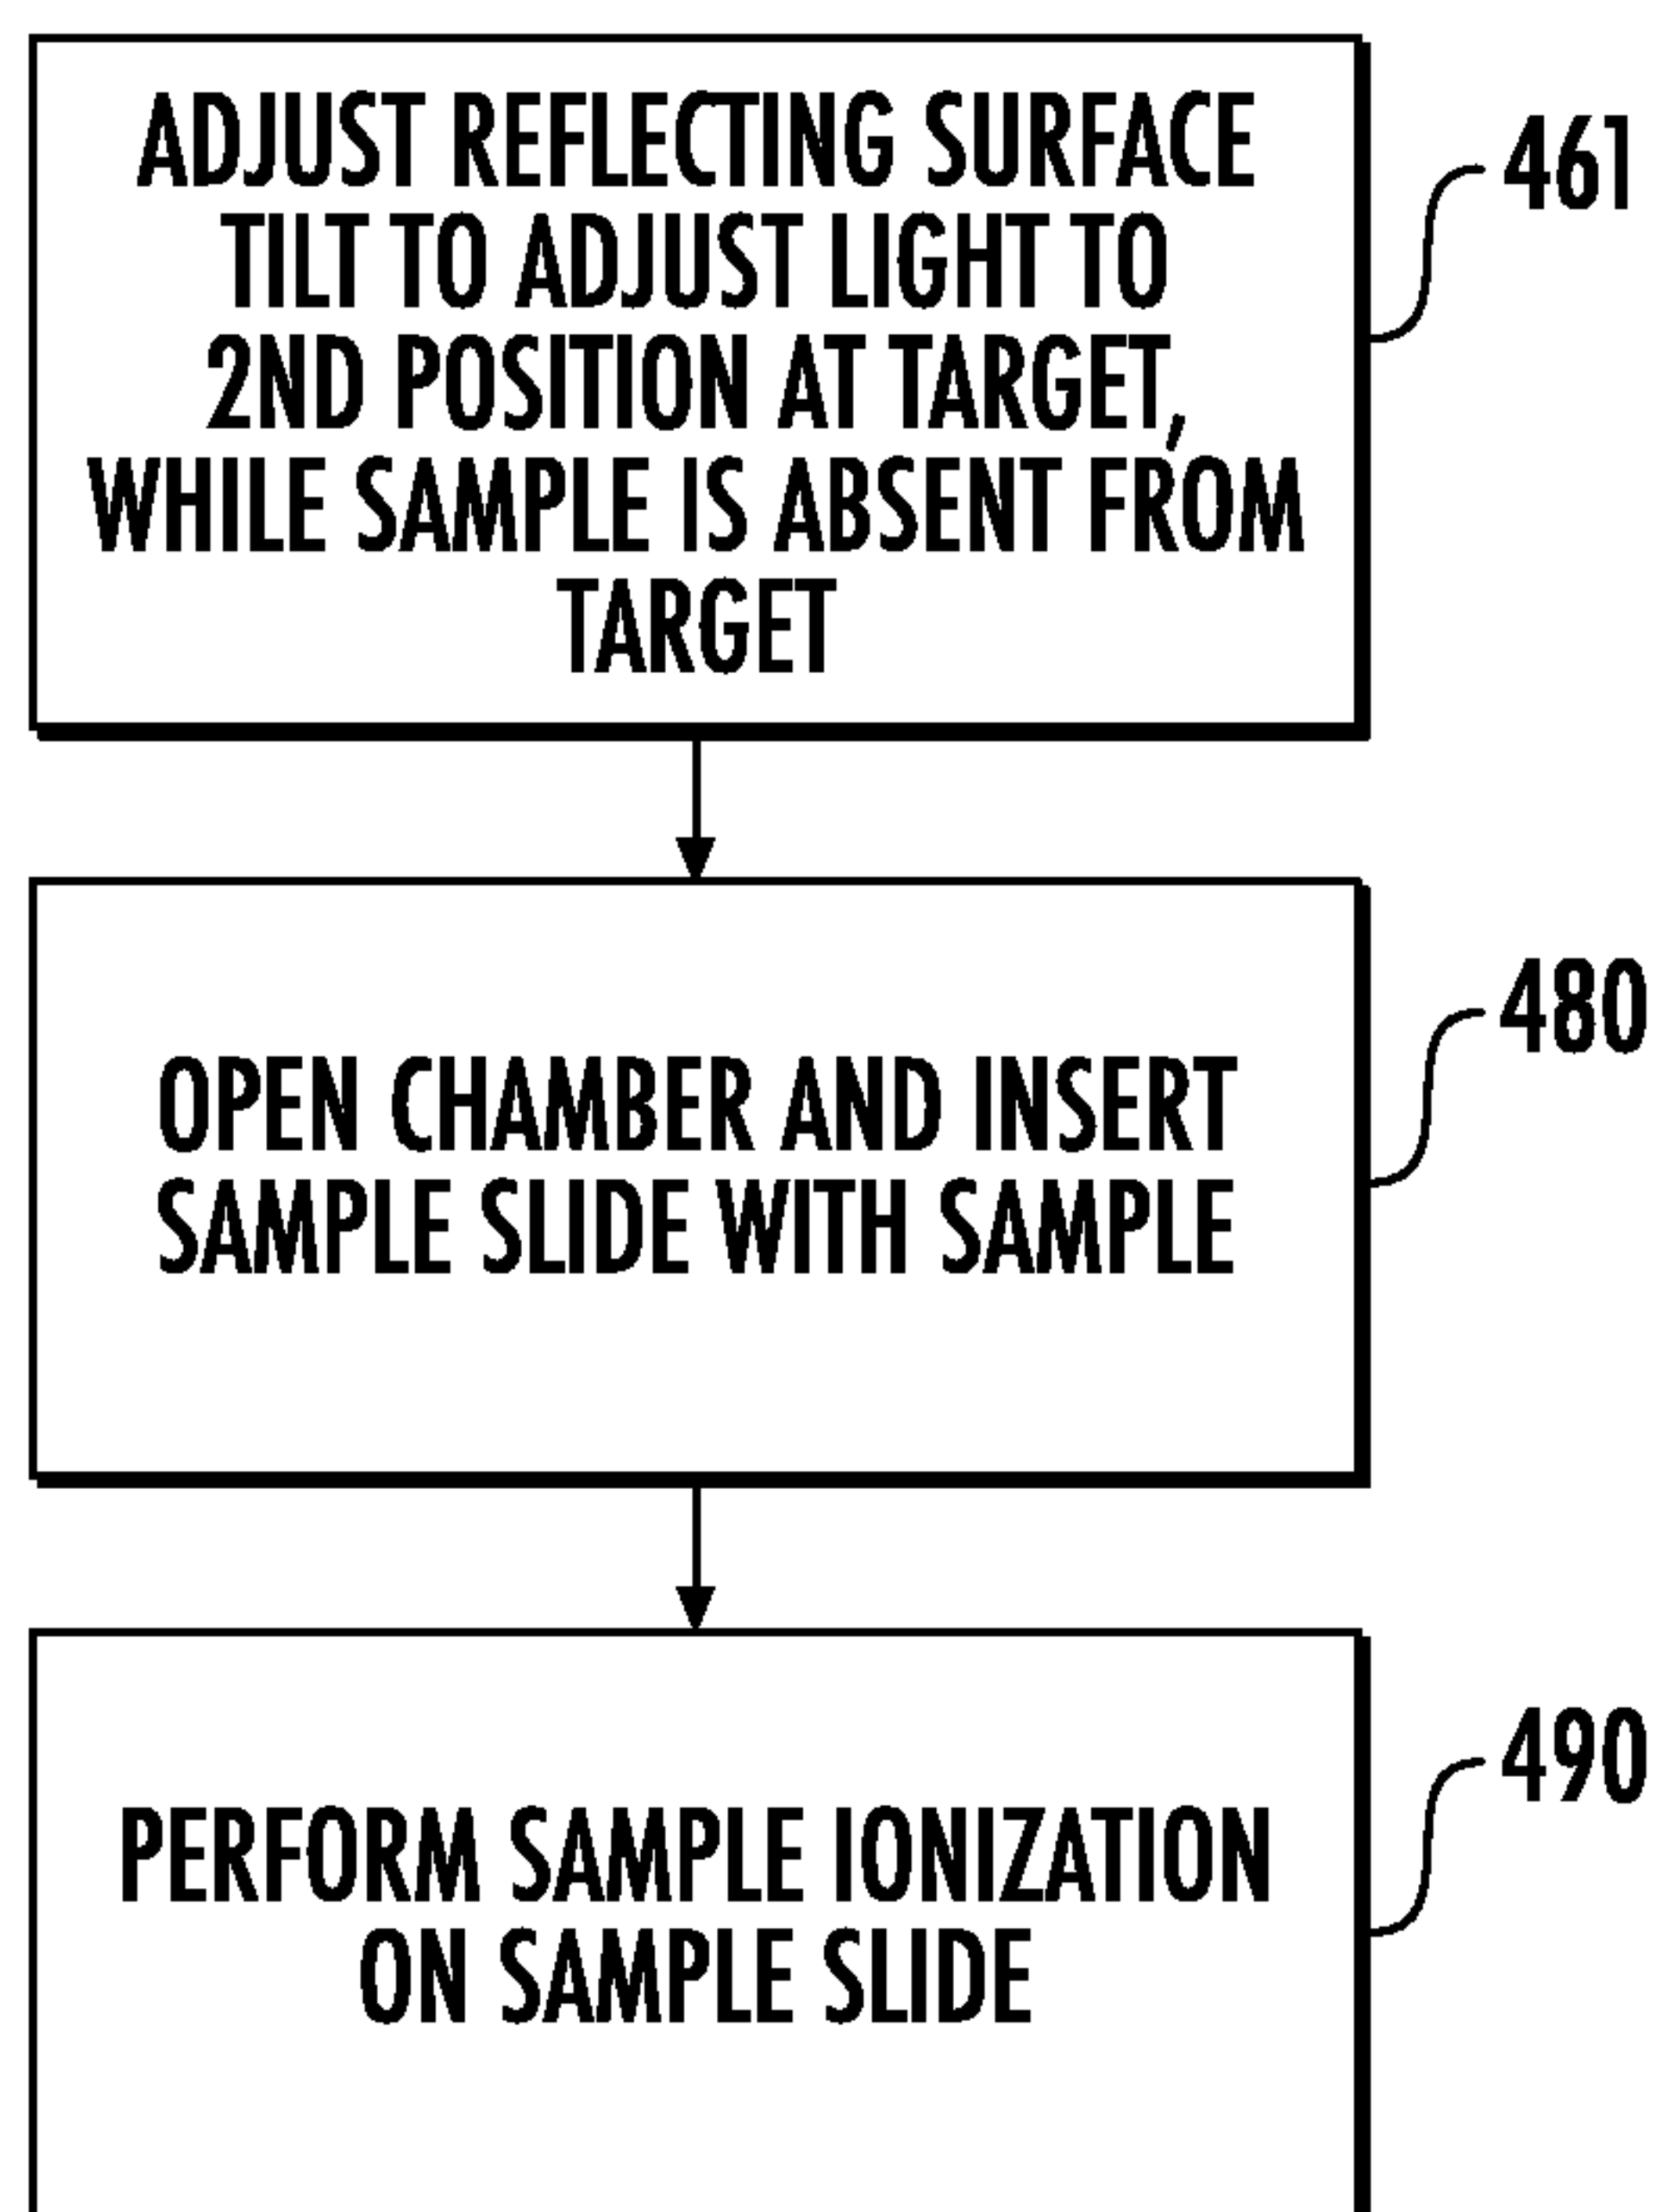 ADJUST REFLECTING SURFACE
TILT TO ADJUST LIGHT TO
2ND POSITION AT TARGET,
WHILE SAMPLE IS ABSENT FROM
TARGET
461
OPEN CHAMBER AND INSERT
SAMPLE SLIDE WITH SAMPLE
480
PERFORM SAMPLE IONIZATION
ON SAMPLE SLIDE
490